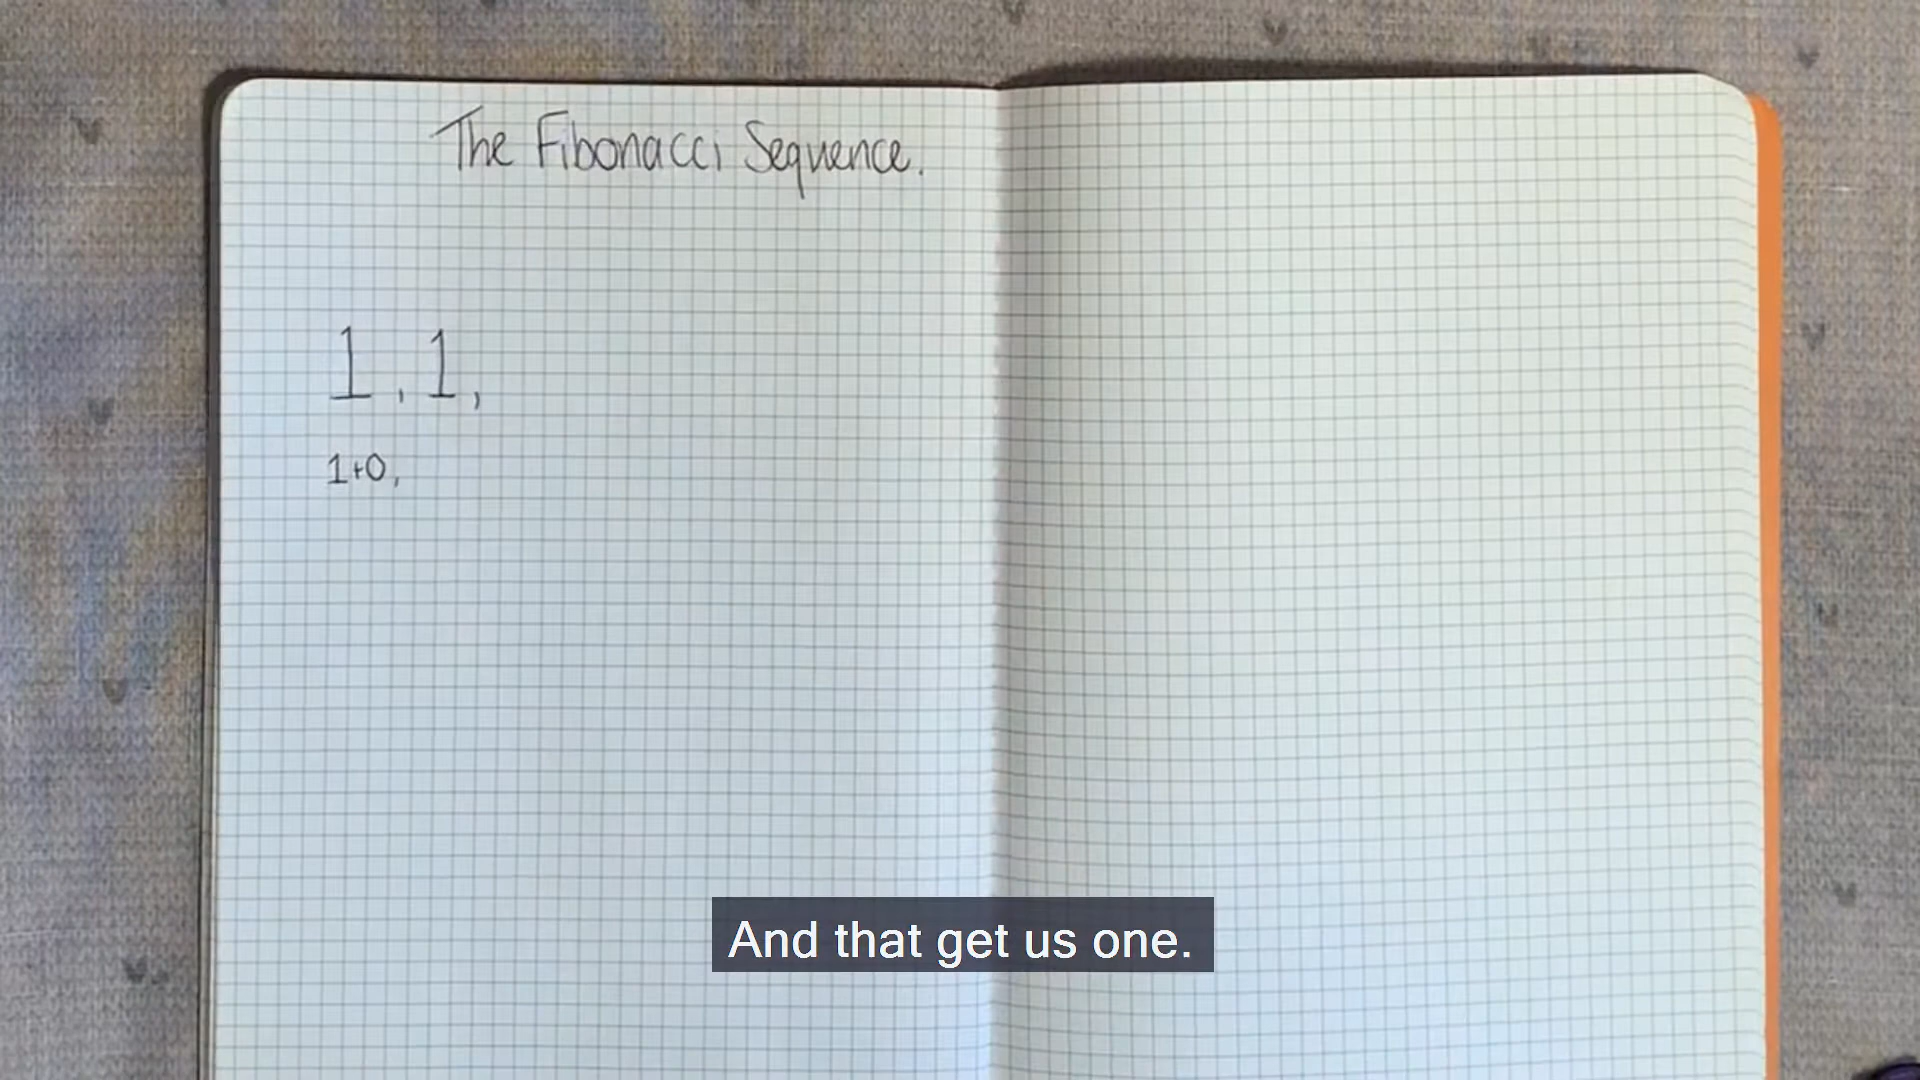 The Fibonacci Sequence.
1, 1,
1+0,
And that get us one.